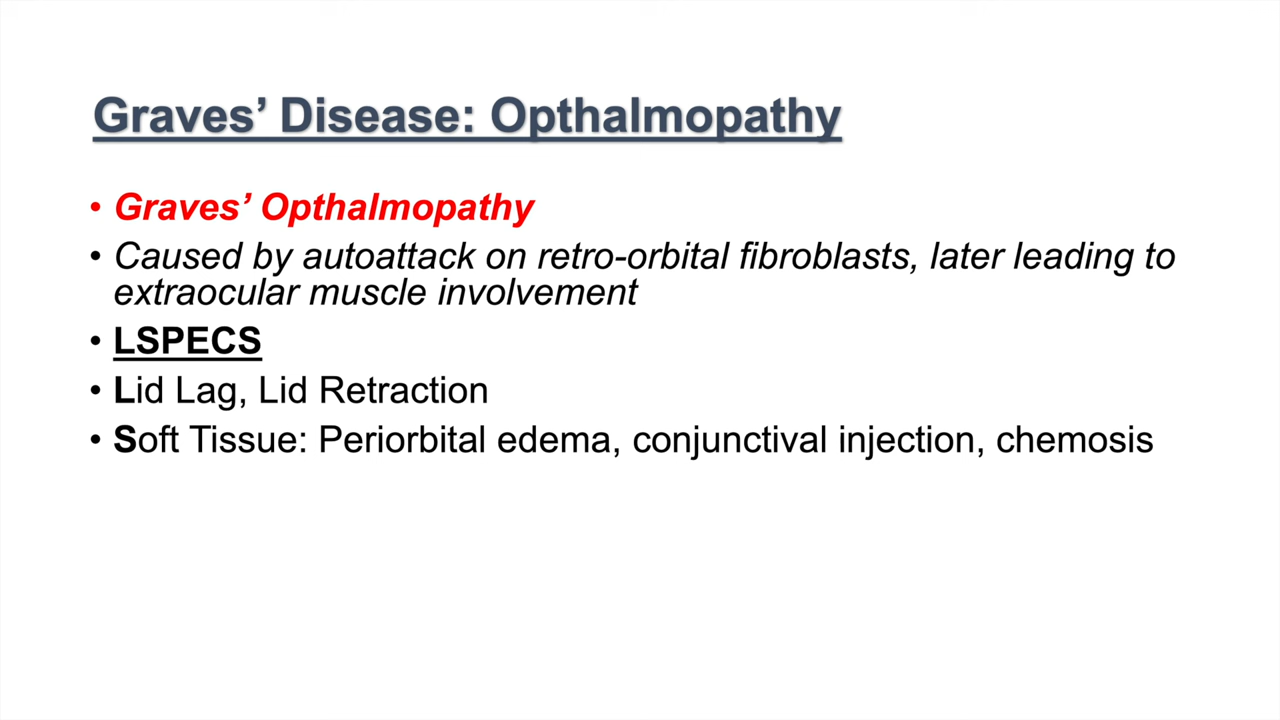 Graves’ Disease: Opthalmopathy
• Graves’ Opthalmopathy
• Caused by autoattack on retro-orbital fibroblasts, later leading to
extraocular muscle involvement
• LSPECS
• Lid Lag, Lid Retraction
• Soft Tissue: Periorbital edema, conjunctival injection, chemosis